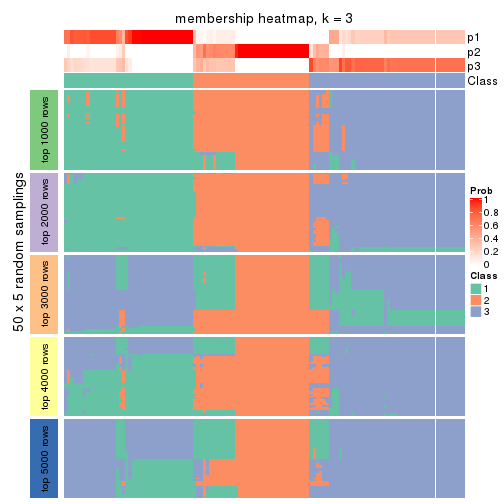 membership heatmap, k = 3
p1
p2
p3
Class
50 x 5 random samplings
top 1000 rows
top 2000 rows
top 3000 rows
top 4000 rows
top 5000 rows
Prob
1
0.8
0.6
0.4
0.2
0
Class
1
2
3